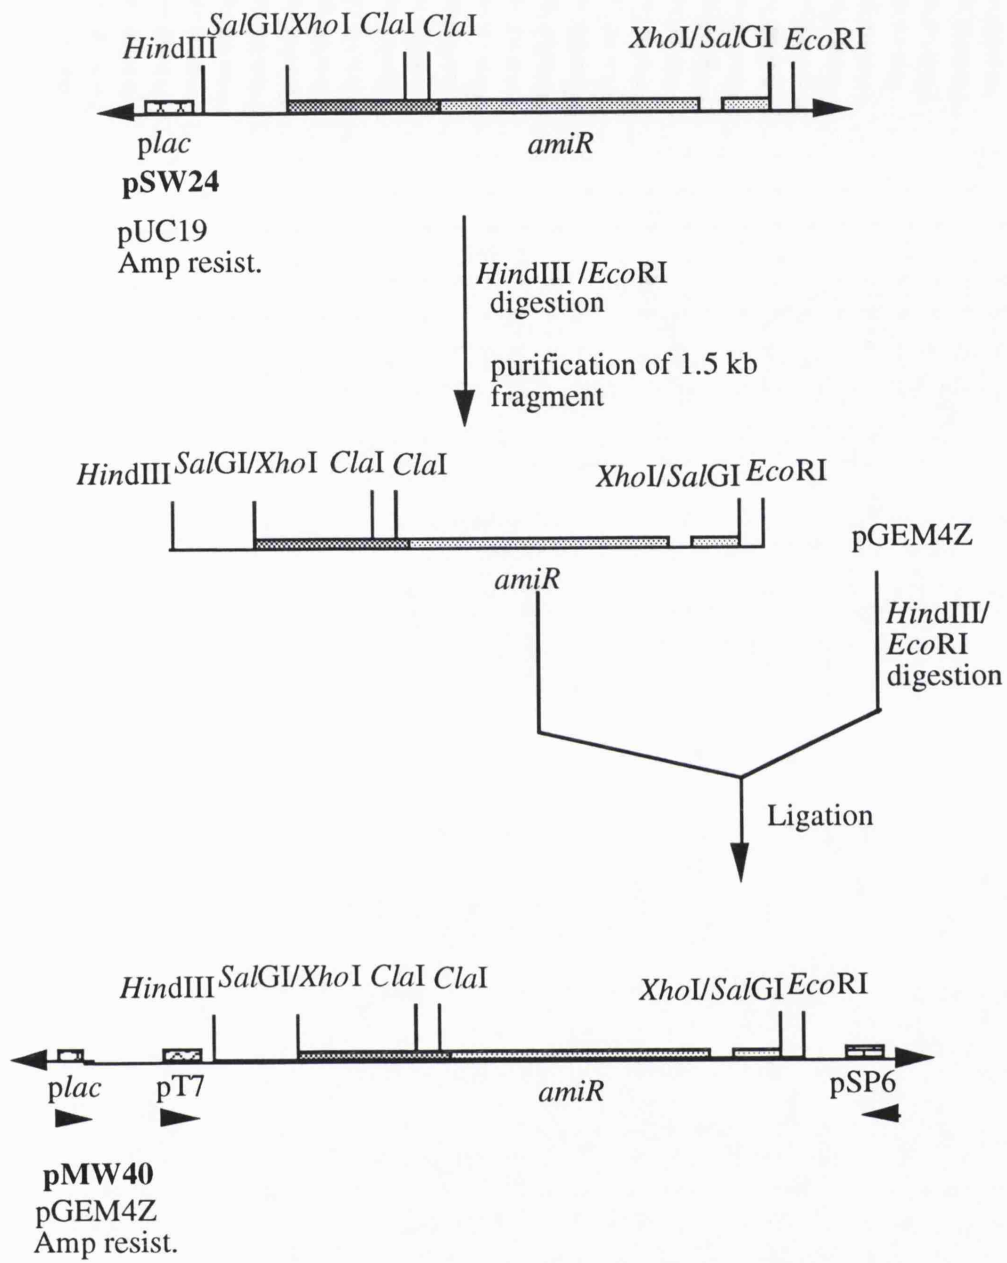 HindIII SalGI/XhoI ClaI ClaI XhoI/SalGI EcoRI
plac amiR
pSW24
pUC19
Amp resist.
HindIII /EcoRI
digestion
purification of 1.5 kb
fragment
HindIII SalGI/XhoI ClaI ClaI XhoI/SalGI EcoRI
amiR
pGEM4Z
HindIII/
EcoRI
digestion
Ligation
HindIII SalGI/XhoI ClaI ClaI XhoI/SalGI EcoRI
plac pT7 amiR pSP6
pMW40
pGEM4Z
Amp resist.